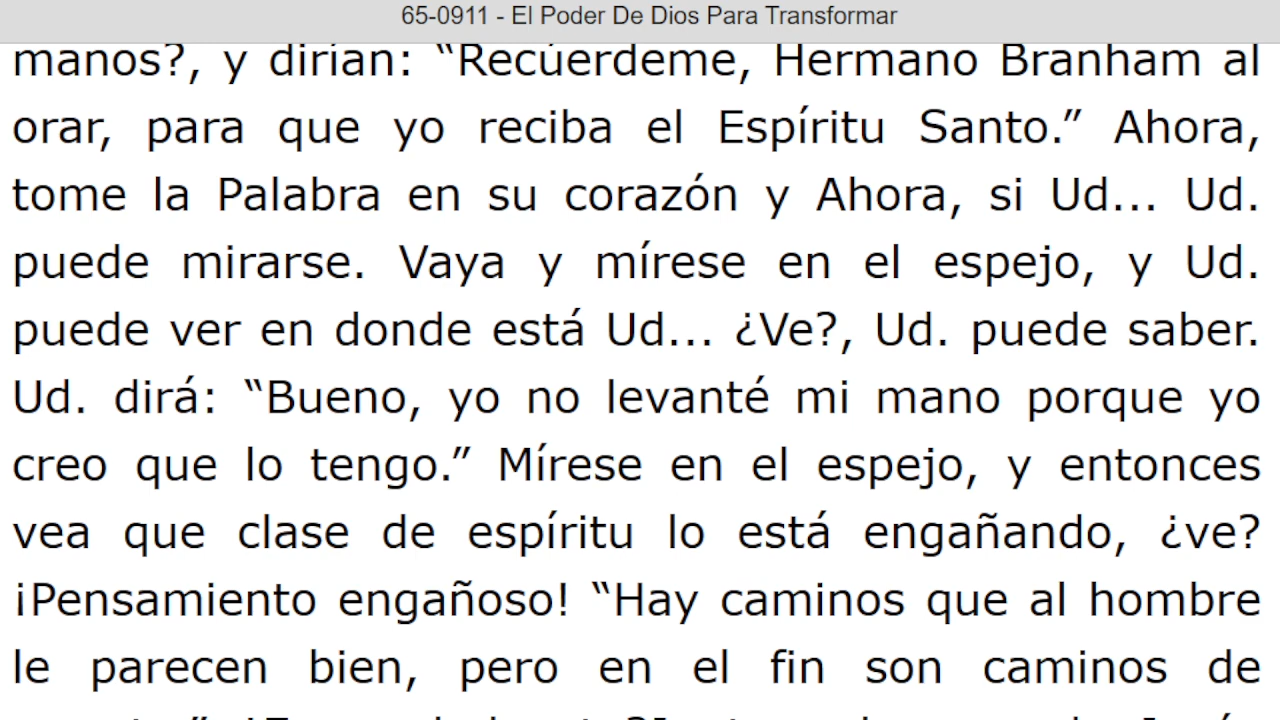 65-0911 - El Poder De Dios Para Transformar
manos?, y dirían: “Recúerdeme, Hermano Branham al
orar, para que yo reciba el Espíritu Santo.” Ahora,
tome la Palabra en su corazón y Ahora, si Ud... Ud.
puede mirarse. Vaya y mírese en el espejo, y Ud.
puede ver en donde está Ud... ¿Ve?, Ud. puede saber.
Ud. dirá: “Bueno, yo no levanté mi mano porque yo
creo que lo tengo.” Mírese en el espejo, y entonces
vea que clase de espíritu lo está engañando, ¿ve?
¡Pensamiento engañoso! “Hay caminos que al hombre
le parecen bien, pero en el fin son caminos de